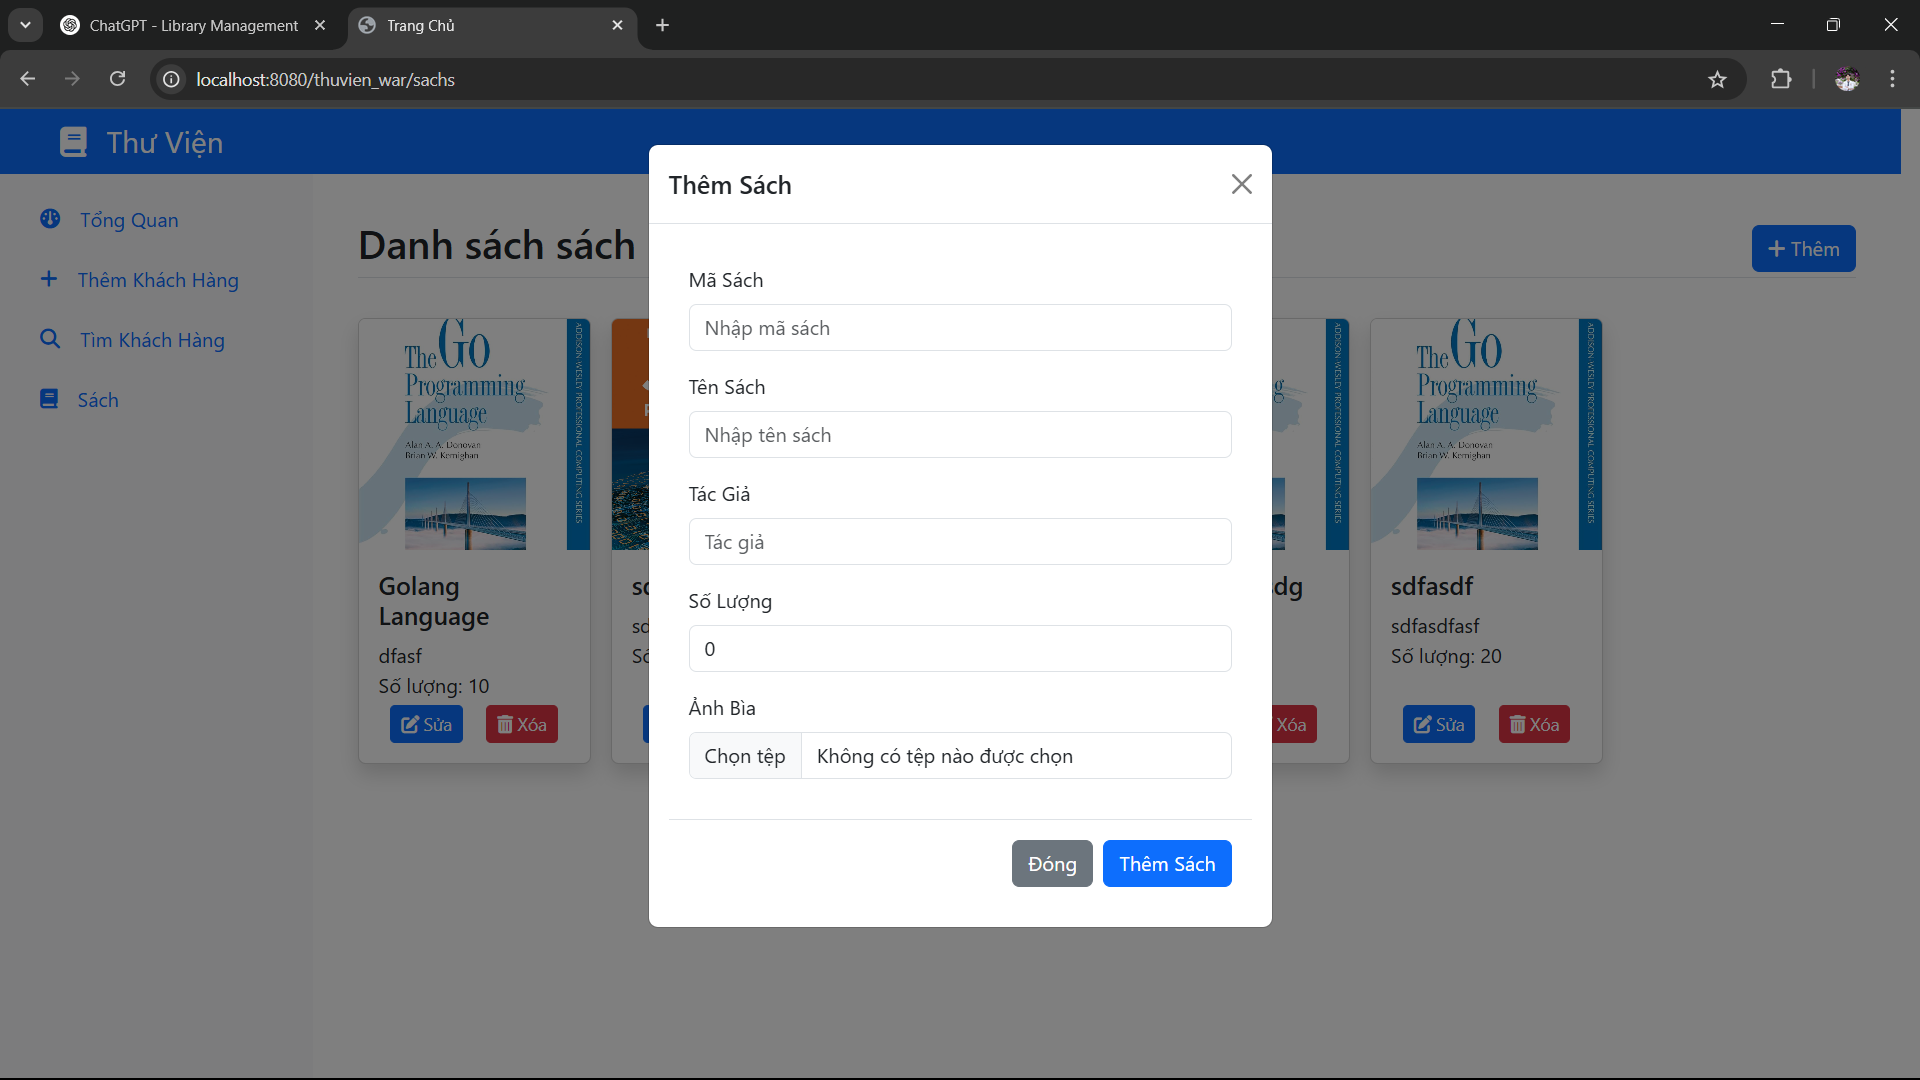 ChatGPT - Library Management
Trang Chủ
localhost:8080/thuvien_war/sachs
Thư Viện
Tổng Quan
Thêm Khách Hàng
Tìm Khách Hàng
Sách
Danh sách sách
Thêm
The Go
Programming
Language
Alan A. A. Donovan
Brian W. Kernighan
ADDISON-WESLEY PROFESSIONAL COMPUTING SERIES
Golang
Language
dfasf
Số lượng: 10
Sửa
Xóa
Thêm Sách
Mã Sách
Nhập mã sách
Tên Sách
Nhập tên sách
Tác Giả
Tác giả
Số Lượng
0
Ảnh Bìa
Chọn tệp
Không có tệp nào được chọn
Đóng
Thêm Sách
ADDISON-WESLEY PROFESSIONAL COMPUTING SERIES
dg
Xóa
The Go
Programming
Language
Alan A. A. Donovan
Brian W. Kernighan
ADDISON-WESLEY PROFESSIONAL COMPUTING SERIES
sdfasdf
sdfasdfasf
Số lượng: 20
Sửa
Xóa